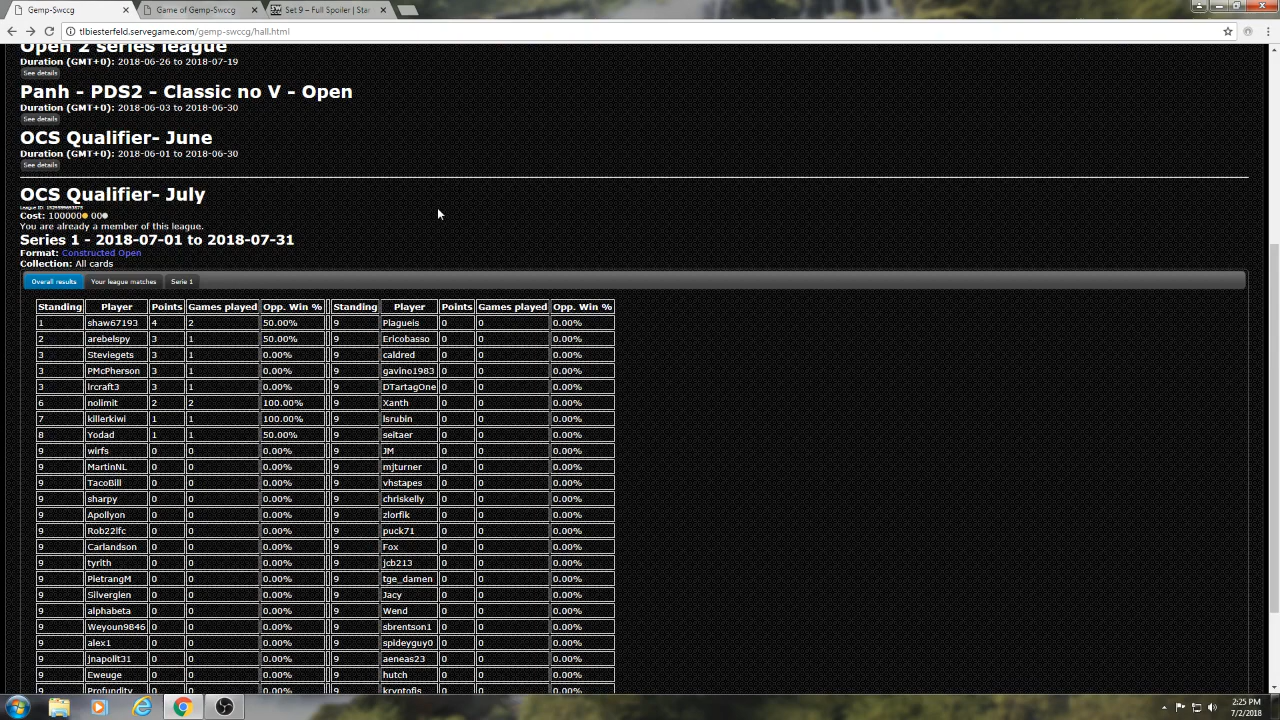 Gemp-Swccg
Game of Gemp-Swccg
Set 9 – Full Spoiler | Star
tlbiesterfeld.servegame.com/gemp-swccg/hall.html
Open 2 series league
Duration (GMT+0): 2018-06-26 to 2018-07-19
See details
Panh - PDS2 - Classic no V - Open
Duration (GMT+0): 2018-06-03 to 2018-06-30
See details
OCS Qualifier- June
Duration (GMT+0): 2018-06-01 to 2018-06-30
See details
OCS Qualifier- July
Cost: 100000 00
You are already a member of this league.
Series 1 - 2018-07-01 to 2018-07-31
Format: Constructed Open
Collection: All cards
Overall results Your league matches Serie 1
Standing Player Points Games played Opp. Win % Standing Player Points Games played Opp. Win %
1 shaw67193 4 2 50.00% 9 Plagueis 0 0 0.00%
2 arebelspy 3 1 50.00% 9 Ericobasso 0 0 0.00%
3 Steviegets 3 1 0.00% 9 caldred 0 0 0.00%
3 PMcPherson 3 1 0.00% 9 gavino1983 0 0 0.00%
3 lrcraft3 3 1 0.00% 9 DTartagOne 0 0 0.00%
6 nolimit 2 2 100.00% 9 Xanth 0 0 0.00%
7 killerkiwi 1 1 100.00% 9 lsrubin 0 0 0.00%
8 Yodad 1 1 50.00% 9 seitaer 0 0 0.00%
9 wirfs 0 0 0.00% 9 JM 0 0 0.00%
9 MartinNL 0 0 0.00% 9 mjturner 0 0 0.00%
9 TacoBill 0 0 0.00% 9 vhstapes 0 0 0.00%
9 sharpy 0 0 0.00% 9 chriskelly 0 0 0.00%
9 Apollyon 0 0 0.00% 9 zlorfik 0 0 0.00%
9 Rob22lfc 0 0 0.00% 9 puck71 0 0 0.00%
9 Carlandson 0 0 0.00% 9 Fox 0 0 0.00%
9 tyrith 0 0 0.00% 9 jcb213 0 0 0.00%
9 PietrangM 0 0 0.00% 9 tge_damen 0 0 0.00%
9 Silverglen 0 0 0.00% 9 Jacy 0 0 0.00%
9 alphabeta 0 0 0.00% 9 Wend 0 0 0.00%
9 Weyoun9846 0 0 0.00% 9 sbrentson1 0 0 0.00%
9 alex1 0 0 0.00% 9 spideyguy0 0 0 0.00%
9 jnapolit31 0 0 0.00% 9 aeneas23 0 0 0.00%
9 Eweuge 0 0 0.00% 9 hutch 0 0 0.00%
9 Profundity 0 0 0.00% 9 kryptofis 0 0 0.00%
2:25 PM
7/2/2018